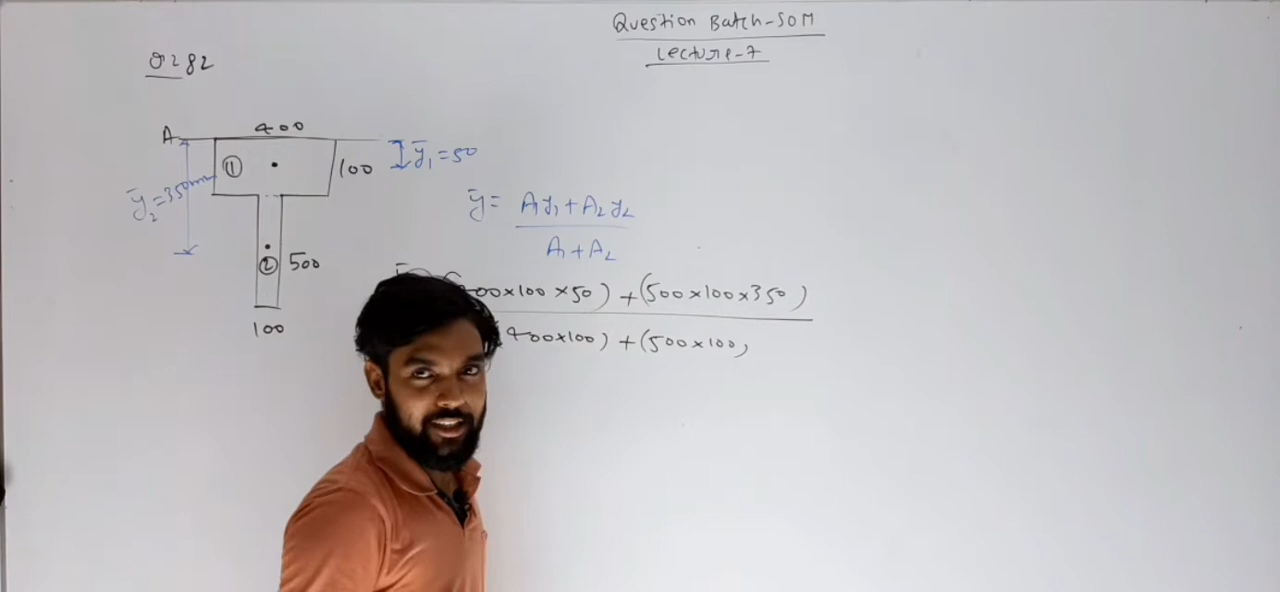 Question Batch-SOM
Lecture-7
Q282
A
400
① 
100
ȳ₁=50
ȳ₂=350mm
ȳ= A₁y₁+A₂y₂
A₁+A₂
② 500
100
00×100×50)+(500×100×350)
400×100)+(500×100)